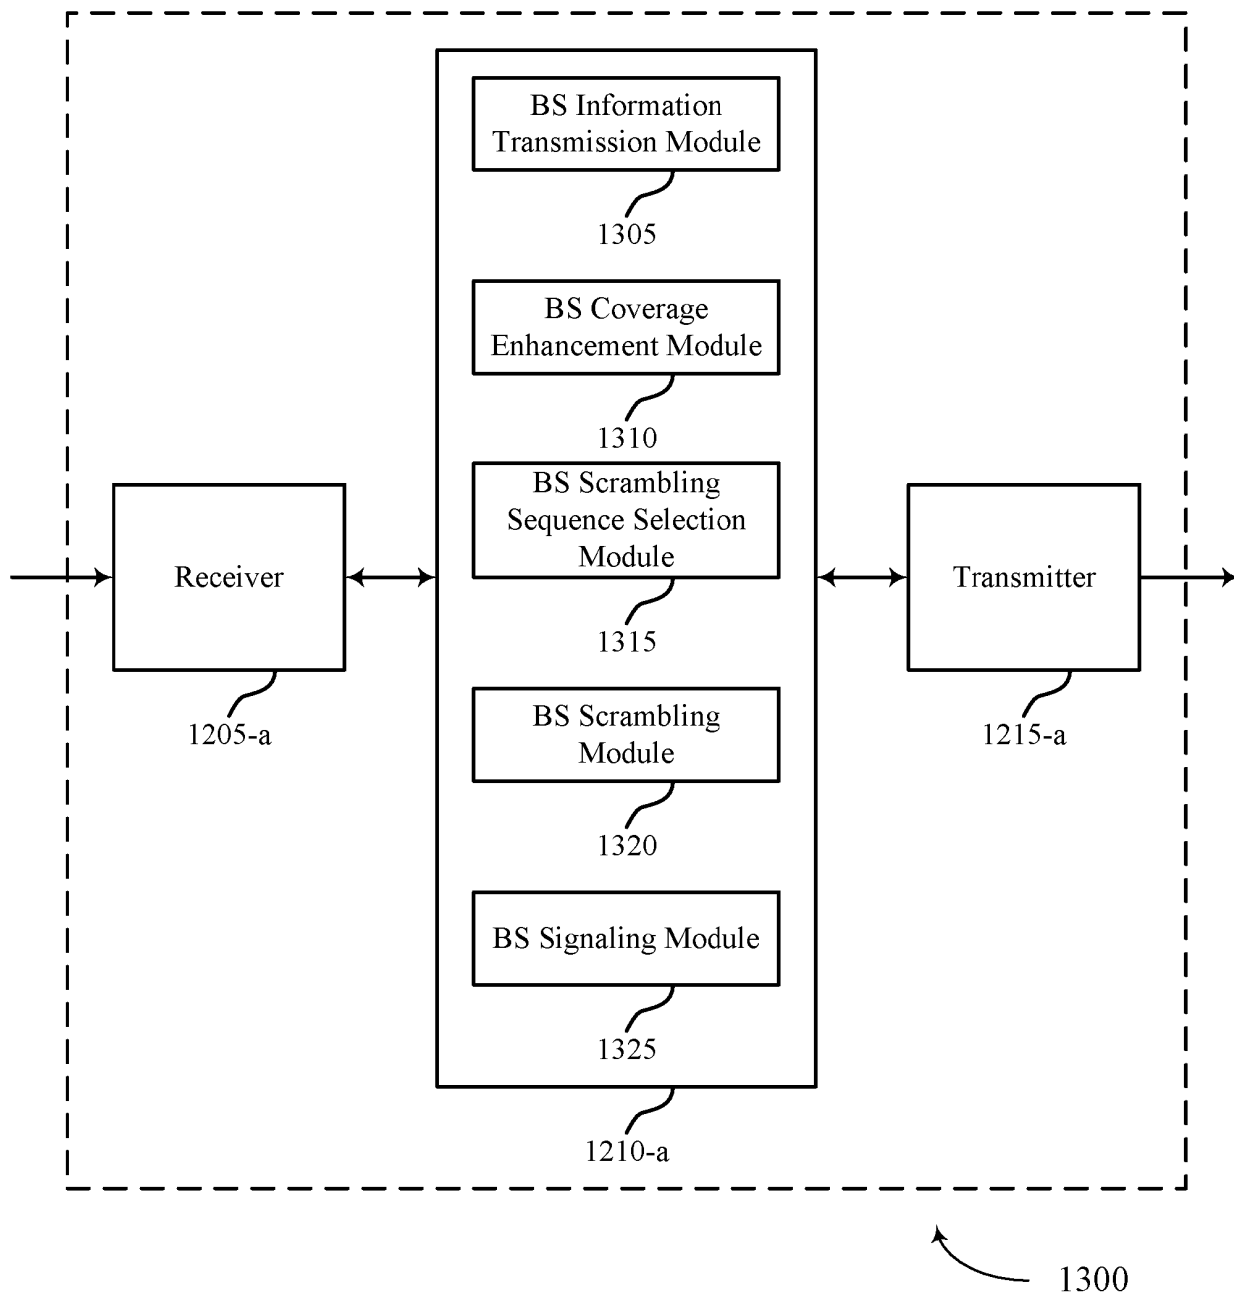 BS Information
Transmission Module
1305
BS Coverage
Enhancement Module
1310
BS Scrambling
Sequence Selection
Module
1315
Receiver
1205-a
Transmitter
1215-a
BS Scrambling
Module
1320
BS Signaling Module
1325
1210-a
1300